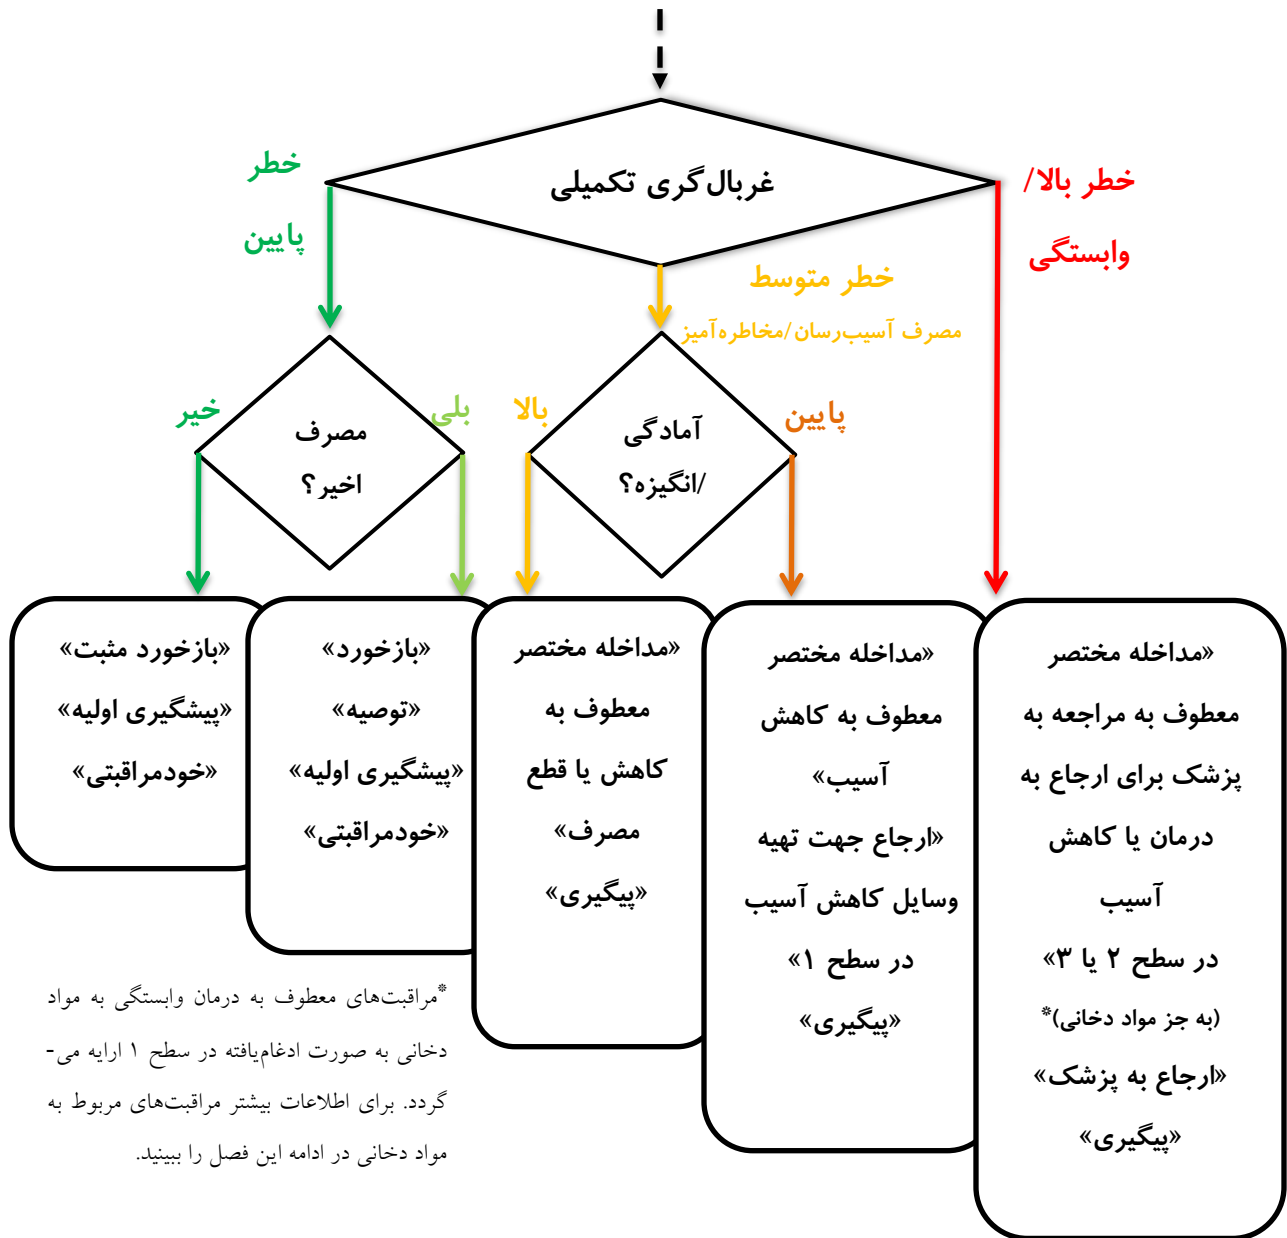 غربال‌گری تکمیلی
خطر بالا/
وابستگی
خطر متوسط
مصرف آسیب‌رسان/مخاطره‌آمیز
خطر
پایین
پایین
آمادگی
/انگیزه؟
بالا
بلی
مصرف
اخیر؟
خیر
«مداخله مختصر
معطوف به مراجعه به
پزشک برای ارجاع به
درمان یا کاهش
آسیب
در سطح ۲ یا ۳»
(به جز مواد دخانی)*
«ارجاع به پزشک»
«پیگیری»
«مداخله مختصر
معطوف به کاهش
آسیب»
«ارجاع جهت تهیه
وسایل کاهش آسیب
در سطح ۱»
«پیگیری»
«مداخله مختصر
معطوف به
کاهش یا قطع
مصرف»
«پیگیری»
«بازخورد»
«توصیه»
«پیشگیری اولیه»
«خودمراقبتی»
«بازخورد مثبت»
«پیشگیری اولیه»
«خودمراقبتی»
*مراقبت‌های معطوف به درمان وابستگی به مواد
دخانی به صورت ادغام‌یافته در سطح ۱ ارایه می-
گردد. برای اطلاعات بیشتر مراقبت‌های مربوط به
مواد دخانی در ادامه این فصل را ببینید.